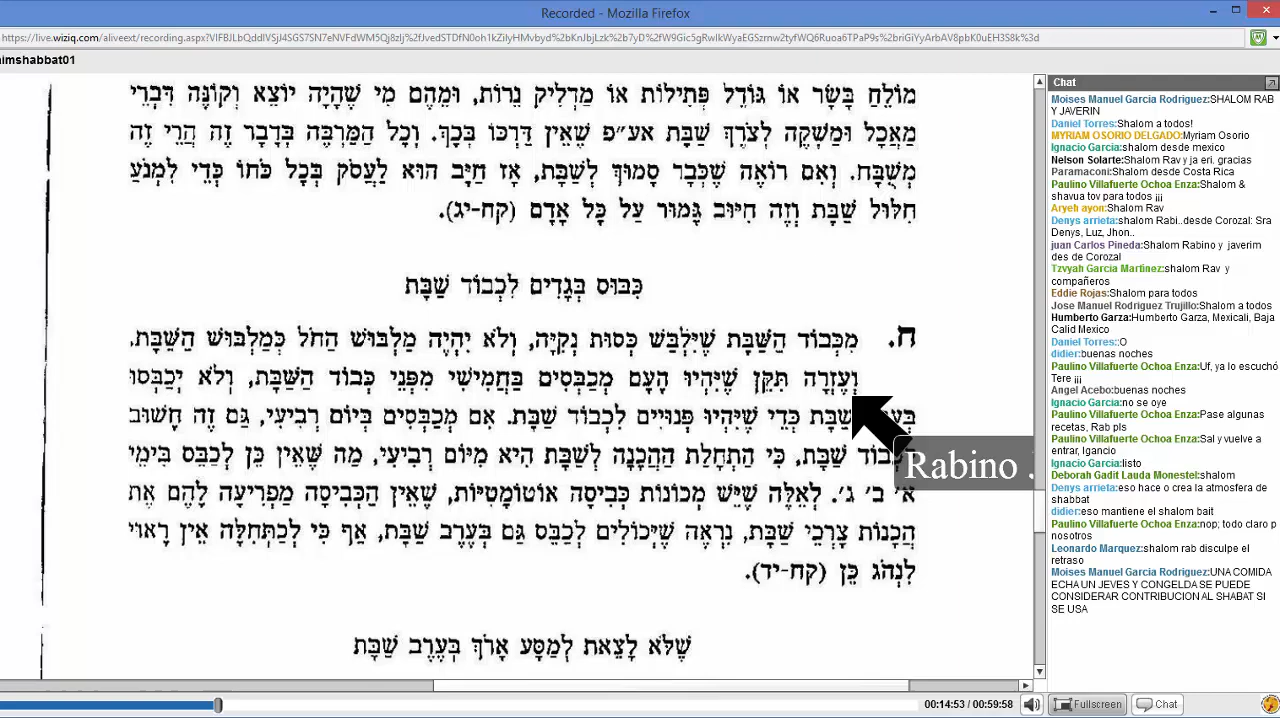 Recorded - Mozilla Firefox
himshabbat01
מוֹלֵחַ בָּשָׂר אוֹ גּוֹדֵל פְּתִילוֹת אוֹ מַדְלִיק נֵרוֹת, וּמֵהֶם מִי שֶׁהָיָה יוֹצֵא וְקוֹנֶה דִּבְרֵי
מַאֲכָל וּמַשְׁקֶה לְצֹרֶךְ שַׁבָּת אע״פ שֶׁאֵין דַּרְכּוֹ בְּכָךְ. וְכָל הַמַּרְבֶּה בְּדָבָר זֶה הֲרֵי זֶה
מְשֻׁבָּח. וְאִם רוֹאֶה שֶׁכְּבָר סָמוּךְ לְשַׁבָּת, אָז חַיָּב הוּא לַעֲסֹק בְּכָל כֹּחוֹ כְּדֵי לִמְנֹעַ
חִלּוּל שַׁבָּת וְזֶה חִיּוּב גָּמוּר עַל כָּל אָדָם (קח-יג).
כִּבּוּס בְּגָדִים לִכְבוֹד שַׁבָּת
ח. מִכְּבוֹד הַשַּׁבָּת שֶׁיִּלְבַּשׁ כְּסוּת נְקִיָּה, וְלֹא יִהְיֶה מַלְבּוּשׁ הַחֹל כְּמַלְבּוּשׁ הַשַּׁבָּת.
וְעֶזְרָה תִּקֵּן שֶׁיִּהְיוּ הָעָם מְכַבְּסִים בַּחֲמִישִׁי מִפְּנֵי כְּבוֹד הַשַּׁבָּת, וְלֹא יְכַבְּסוּ
שַׁבָּת כְּדֵי שֶׁיִּהְיוּ פְּנוּיִים לִכְבוֹד שַׁבָּת. אִם מְכַבְּסִים בְּיוֹם רְבִיעִי, גַּם זֶה חָשׁוּב
שַׁבָּת, כִּי הַתְחָלַת הַהֲכָנָה לְשַׁבָּת הִיא מִיּוֹם רְבִיעִי, מַה שֶּׁאֵין כֵּן לְכַבֵּס בִּימֵי
א׳ ב׳ ג׳. לְאֵלֶּה שֶׁיֵּשׁ מְכוֹנוֹת כְּבִיסָה אוֹטוֹמָטִיּוֹת, שֶׁאֵין הַכְּבִיסָה מַפְרִיעָה לָהֶם אֶת
הֲכָנוֹת צָרְכֵי שַׁבָּת, נִרְאֶה שֶׁיְּכוֹלִים לְכַבֵּס גַּם בְּעֶרֶב שַׁבָּת, אַף כִּי לְכַתְּחִלָּה אֵין רָאוּי
לִנְהֹג כֵּן (קח-יד).
שֶׁלֹּא לָצֵאת לְמַסָּע אָרֹךְ בְּעֶרֶב שַׁבָּת
Rabino .
Chat
Moises Manuel Garcia Rodriguez:SHALOM RAB
Y JAVERIN
Daniel Torres:Shalom a todos!
MYRIAM OSORIO DELGADO:Myriam Osorio
Ignacio Garcia:shalom desde mexico
Nelson Solarte:Shalom Rav y ja eri. gracias
Paramaconi:Shalom desde Costa Rica
Paulino Villafuerte Ochoa Enza:Shalom &
shavua tov para todos ¡¡¡
Aryeh ayon:Shalom Rav
Denys arrieta:shalom Rabi..desde Corozal: Sra
Denys, Luz, Jhon..
juan Carlos Pineda:Shalom Rabino y javerim
des de Corozal
Tzvyah Garcia Martinez:shalom Rav y
compañeros
Eddie Rojas:Shalom para todos
Jose Manuel Rodriguez Trujillo:Shalom a todos
Humberto Garza:Humberto Garza, Mexicali, Baja
Calid Mexico
Daniel Torres::O
didier:buenas noches
Paulino Villafuerte Ochoa Enza:Uf, ya lo escuchó
Tere ¡¡¡
Angel Acebo:buenas noches
Ignacio Garcia:no se oye
Paulino Villafuerte Ochoa Enza:Pase algunas
recetas, Rab pls
Paulino Villafuerte Ochoa Enza:Sal y vuelve a
entrar, Igancio
Ignacio Garcia:listo
Deborah Gadit Lauda Monestel:shalom
Denys arrieta:eso hace o crea la atmosfera de
shabbat
didier:eso mantiene el shalom bait
Paulino Villafuerte Ochoa Enza:nop; todo claro p
nosotros
Leonardo Marquez:shalom rab disculpe el
retraso
Moises Manuel Garcia Rodriguez:UNA COMIDA
ECHA UN JEVES Y CONGELDA SE PUEDE
CONSIDERAR CONTRIBUCION AL SHABAT SI
SE USA
00:14:53 / 00:59:58
Fullscreen
Chat